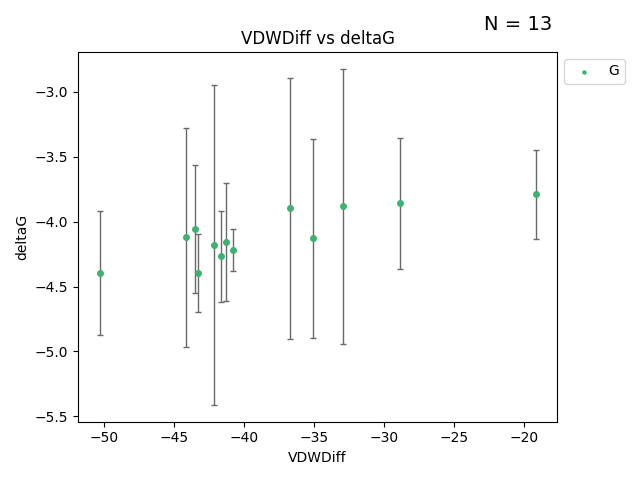 N = 13
VDWDiff vs deltaG
G
deltaG
−3.0
−3.5
−4.0
−4.5
−5.0
−5.5
−50 −45 −40 −35 −30 −25 −20
VDWDiff